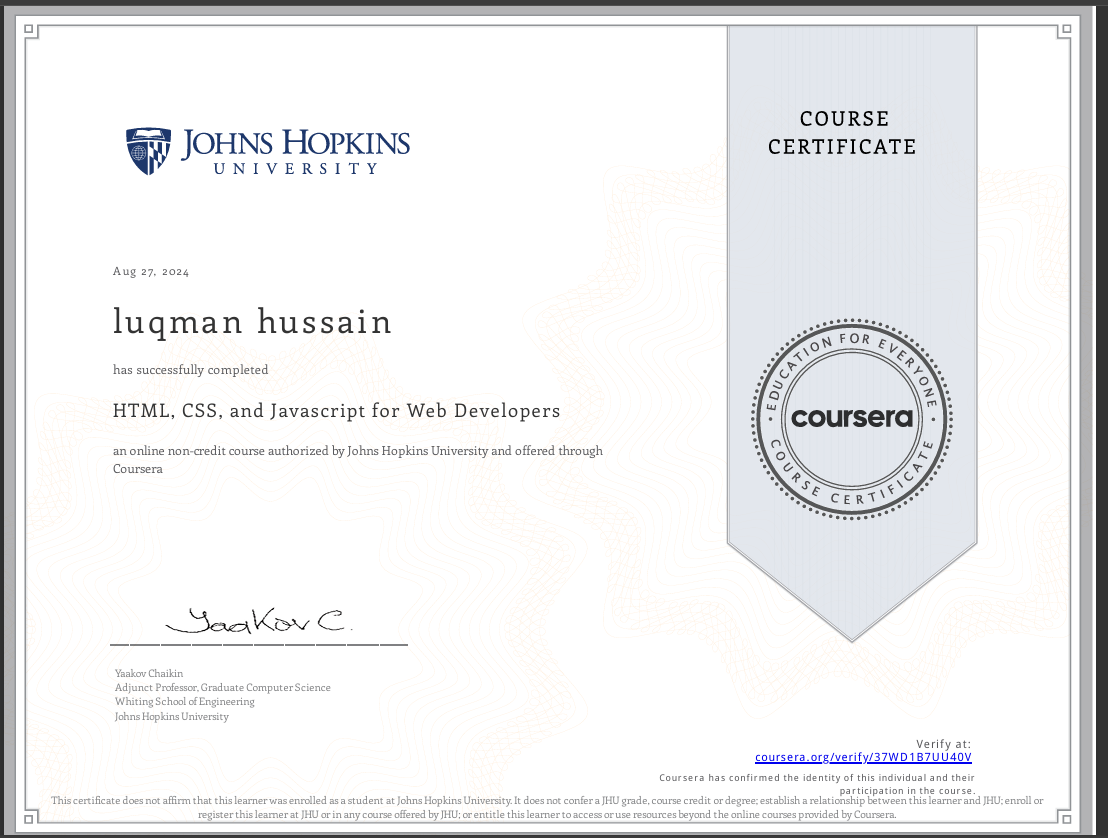 JOHNS HOPKINS
UNIVERSITY
COURSE
CERTIFICATE
Aug 27, 2024
luqman hussain
has successfully completed
HTML, CSS, and Javascript for Web Developers
an online non-credit course authorized by Johns Hopkins University and offered through
Coursera
EDUCATION FOR EVERYONE
coursera
COURSE CERTIFICATE
Yaakov C.
Yaakov Chaikin
Adjunct Professor, Graduate Computer Science
Whiting School of Engineering
Johns Hopkins University
Verify at:
coursera.org/verify/37WD1B7UU40V
Coursera has confirmed the identity of this individual and their
participation in the course.
This certificate does not affirm that this learner was enrolled as a student at Johns Hopkins University. It does not confer a JHU grade, course credit or degree; establish a relationship between this learner and JHU; enroll or
register this learner at JHU or in any course offered by JHU; or entitle this learner to access or use resources beyond the online courses provided by Coursera.